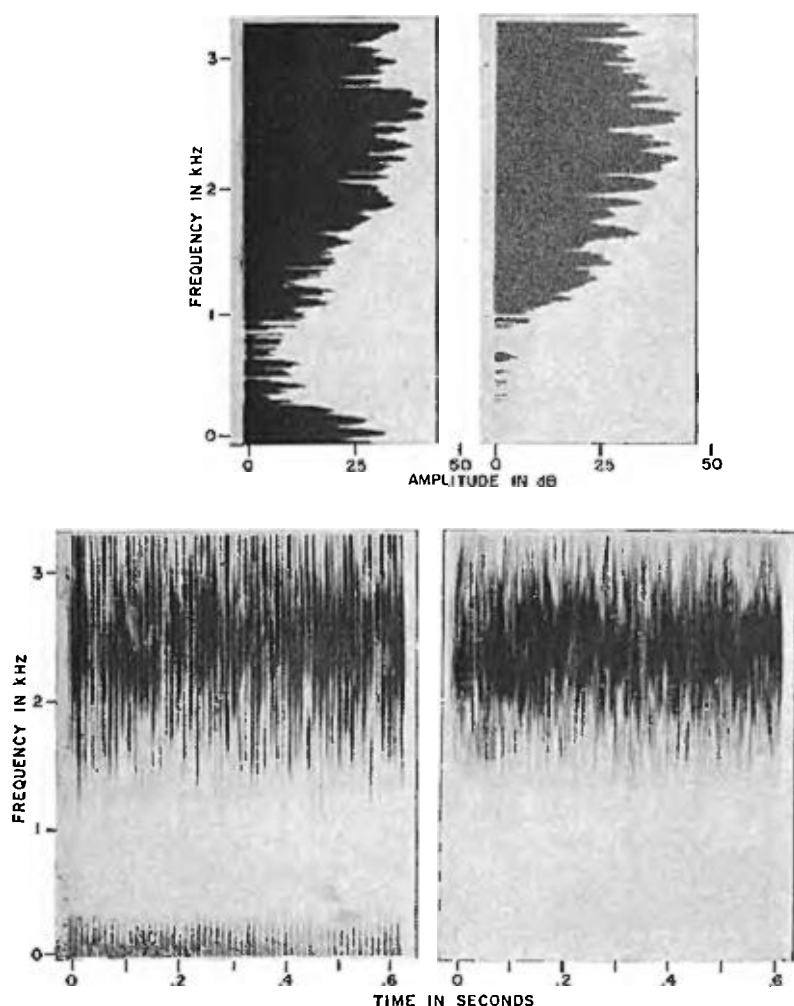 3
2
1
0
FREQUENCY IN kHz
0 25 50 0 25 50
AMPLITUDE IN dB
3
2
1
0
FREQUENCY IN kHz
0 .2 .4 .6 0 .2 .4 .6
TIME IN SECONDS